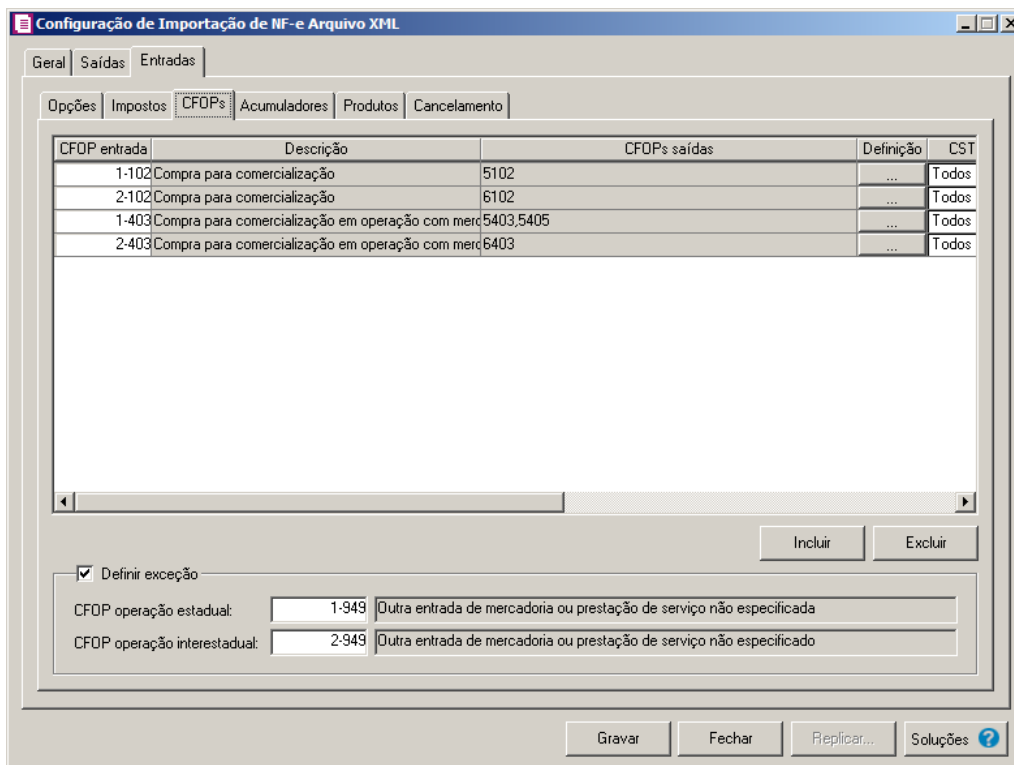 Configuração de Importação de NF-e Arquivo XML
Geral Saídas Entradas
Opções Impostos CFOPs Acumuladores Produtos Cancelamento
CFOP entrada Descrição CFOPs saídas Definição CST
1-102 Compra para comercialização 5102 ... Todos
2-102 Compra para comercialização 6102 ... Todos
1-403 Compra para comercialização em operação com merc 5403,5405 ... Todos
2-403 Compra para comercialização em operação com merc 6403 ... Todos
Incluir Excluir
Definir exceção
CFOP operação estadual: 1-949 Outra entrada de mercadoria ou prestação de serviço não especificada
CFOP operação interestadual: 2-949 Outra entrada de mercadoria ou prestação de serviço não especificado
Gravar Fechar Replicar... Soluções ?